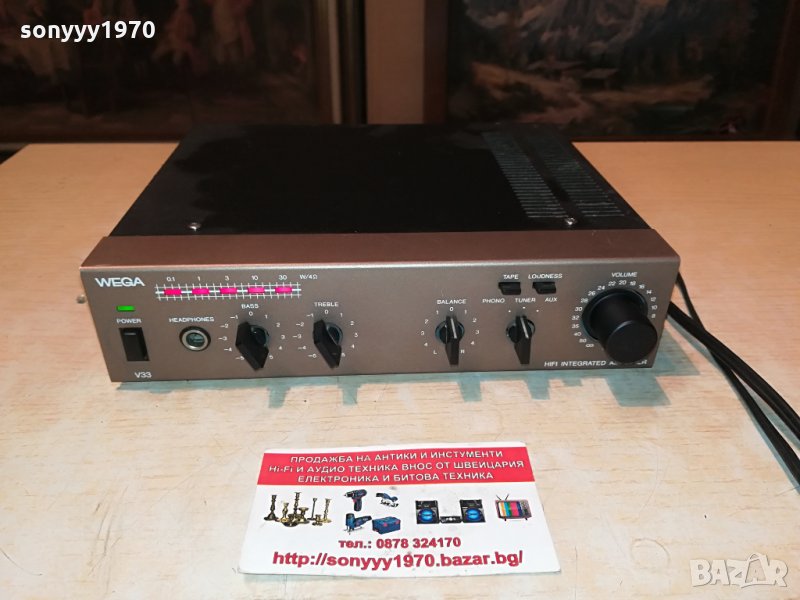 sonyyy1970
WEGA
0.1 1 3 10 30 W/4Ω
POWER
HEADPHONES
BASS
TREBLE
BALANCE
TAPE LOUDNESS
PHONO TUNER AUX
VOLUME
L R
V33
HIFI INTEGRATED
ПРОДАЖБА НА АНТИКИ И ИНСТУМЕНТИ
Hi-Fi И АУДИО ТЕХНИКА ВНОС ОТ ШВЕЙЦАРИЯ
ЕЛЕКТРОНИКА И БИТОВА ТЕХНИКА
тел.: 0878 324170
http://sonyyy1970.bazar.bg/
BAZAR